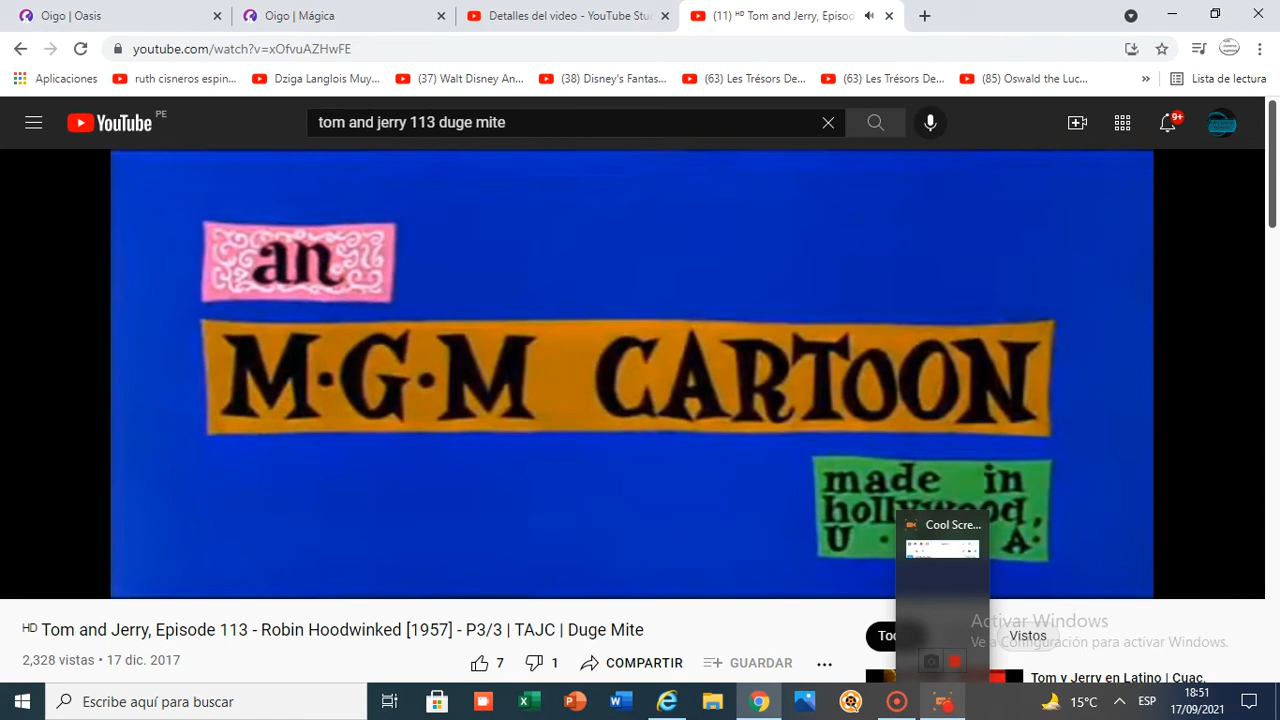 Oigo | Oasis
Oigo | Mágica
Detalles del video - YouTube Stu
(11) ᴴᴰ Tom and Jerry, Episod
youtube.com/watch?v=xOfvuAZHwFE
Aplicaciones
ruth cisneros espin...
Dziga Langlois Muy...
(37) Walt Disney An...
(38) Disney's Fantas...
(63) Les Trésors De...
(63) Les Trésors De...
(85) Oswald the Luc...
»
Lista de lectura
YouTube PE
tom and jerry 113 duge mite
9+
an
M·G·M CARTOON
made in
hollywood,
U · A·
Cool Scre...
Activar Windows
Ve a Configuración para activar Windows.
ᴴᴰ Tom and Jerry, Episode 113 - Robin Hoodwinked [1957] - P3/3 | TAJC | Duge Mite
Vistos
2,328 vistas • 17 dic. 2017
7
1
COMPARTIR
GUARDAR
Tom y Jerry en Latino | Cuac,
Escribe aquí para buscar
15°C
ESP
18:51
17/09/2021